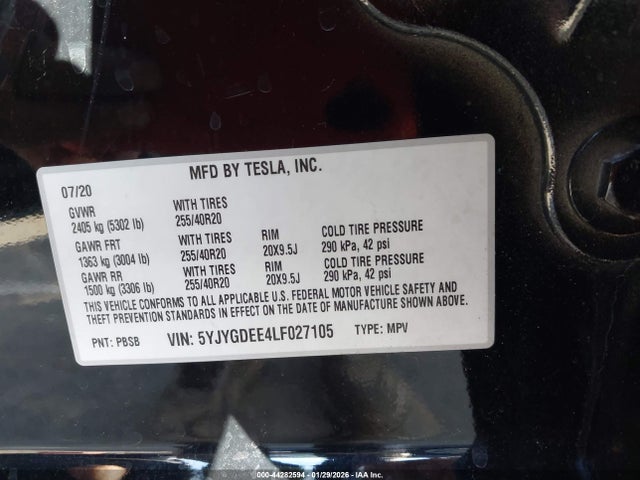 MFD BY TESLA, INC.
07/20
GVWR WITH TIRES
2405 kg (5302 lb) 255/40R20
GAWR FRT WITH TIRES RIM COLD TIRE PRESSURE
1363 kg (3004 lb) 255/40R20 20X9.5J 290 kPa, 42 psi
GAWR RR WITH TIRES RIM COLD TIRE PRESSURE
1500 kg (3306 lb) 255/40R20 20X9.5J 290 kPa, 42 psi
THIS VEHICLE CONFORMS TO ALL APPLICABLE U.S. FEDERAL MOTOR VEHICLE SAFETY AND
THEFT PREVENTION STANDARDS IN EFFECT ON THE DATE OF MANUFACTURE SHOWN ABOVE.
PNT: PBSB VIN: 5YJYGDEE4LF027105 TYPE: MPV
000-44282594 - 01/29/2026 - IAA Inc.